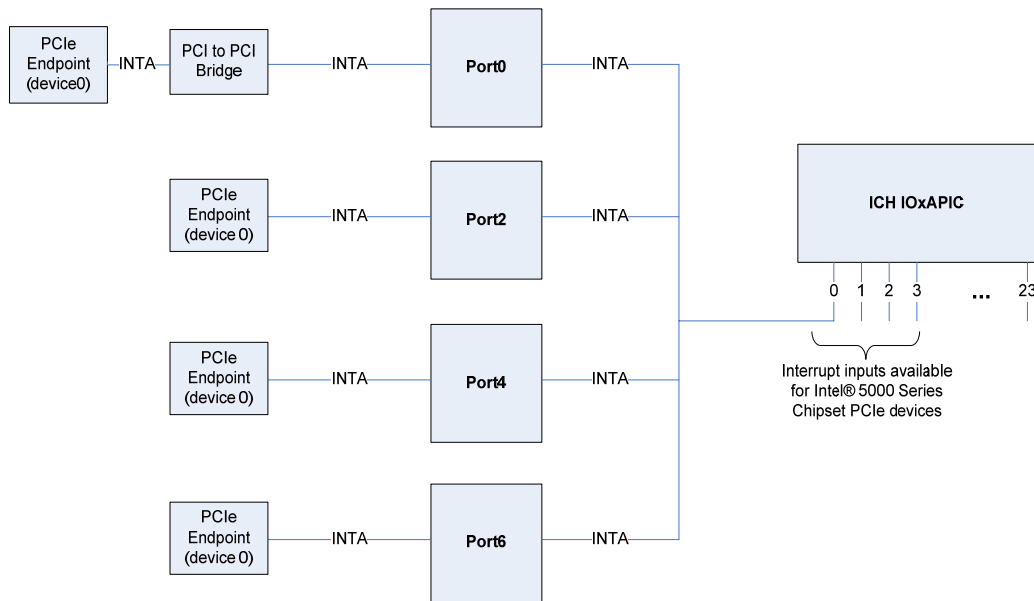 PCIe
Endpoint
(device0)
INTA
PCI to PCI
Bridge
INTA
Port0
INTA
PCIe
Endpoint
(device 0)
INTA
Port2
INTA
ICH IOxAPIC
0 1 2 3 ... 23
Interrupt inputs available
for Intel® 5000 Series
Chipset PCIe devices
PCIe
Endpoint
(device 0)
INTA
Port4
INTA
PCIe
Endpoint
(device 0)
INTA
Port6
INTA